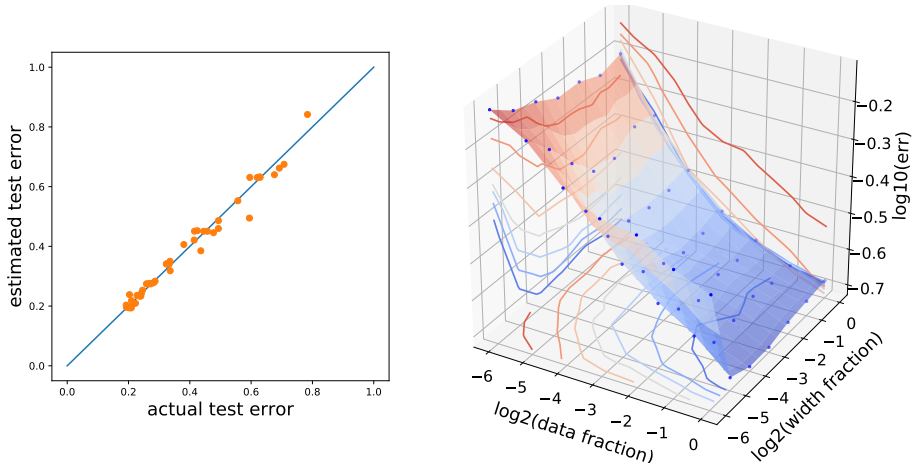 1.0
0.8
0.6
0.4
0.2
0.0
estimated test error
0.0 0.2 0.4 0.6 0.8 1.0
actual test error
−0.2
−0.3
−0.4
−0.5
−0.6
−0.7
log10(err)
−6 −5 −4 −3 −2 −1 0
log2(data fraction)
−6 −5 −4 −3 −2 −1 0
log2(width fraction)